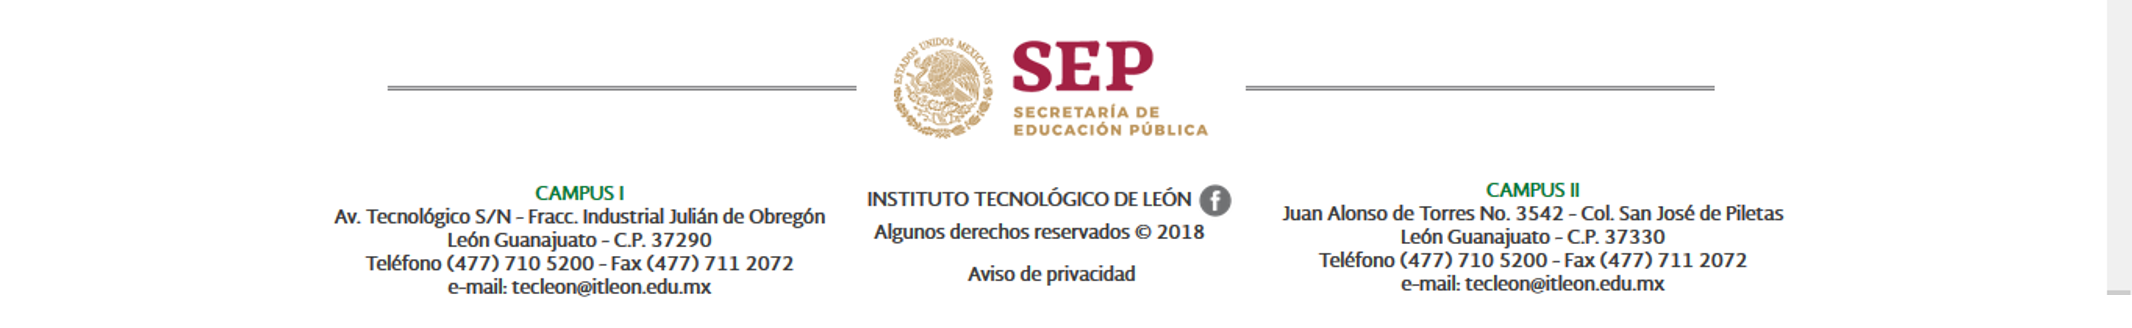 ESTADOS UNIDOS MEXICANOS
SEP
SECRETARÍA DE
EDUCACIÓN PÚBLICA
CAMPUS I
Av. Tecnológico S/N - Fracc. Industrial Julián de Obregón
León Guanajuato - C.P. 37290
Teléfono (477) 710 5200 - Fax (477) 711 2072
e-mail: tecleon@itleon.edu.mx
INSTITUTO TECNOLÓGICO DE LEÓN f
Algunos derechos reservados © 2018
Aviso de privacidad
CAMPUS II
Juan Alonso de Torres No. 3542 - Col. San José de Piletas
León Guanajuato - C.P. 37330
Teléfono (477) 710 5200 - Fax (477) 711 2072
e-mail: tecleon@itleon.edu.mx